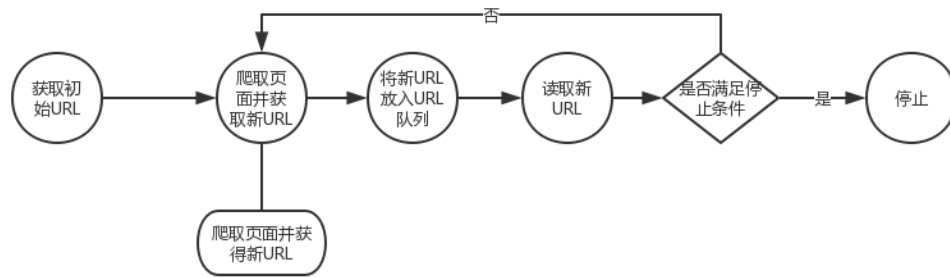 否
获取初
始URL
爬取页
面并获
取新URL
将新URL
放入URL
队列
读取新
URL
是否满足停
止条件
是
停止
爬取页面并获
得新URL